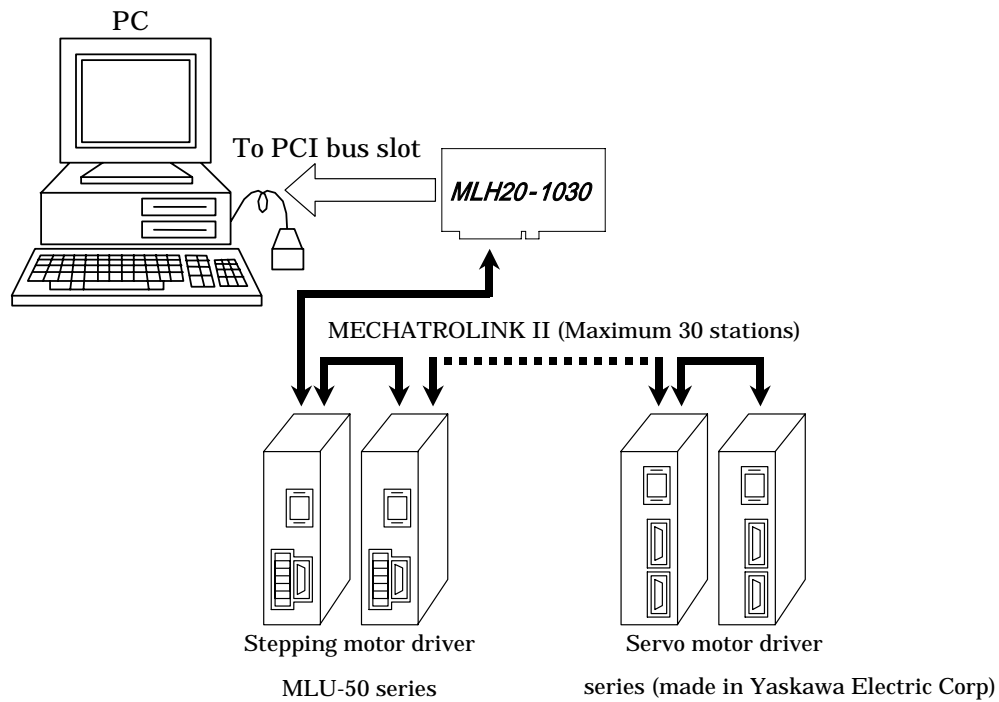 PC
To PCI bus slot
MLH20-1030
MECHATROLINK II (Maximum 30 stations)
Stepping motor driver
MLU-50 series
Servo motor driver
series (made in Yaskawa Electric Corp)